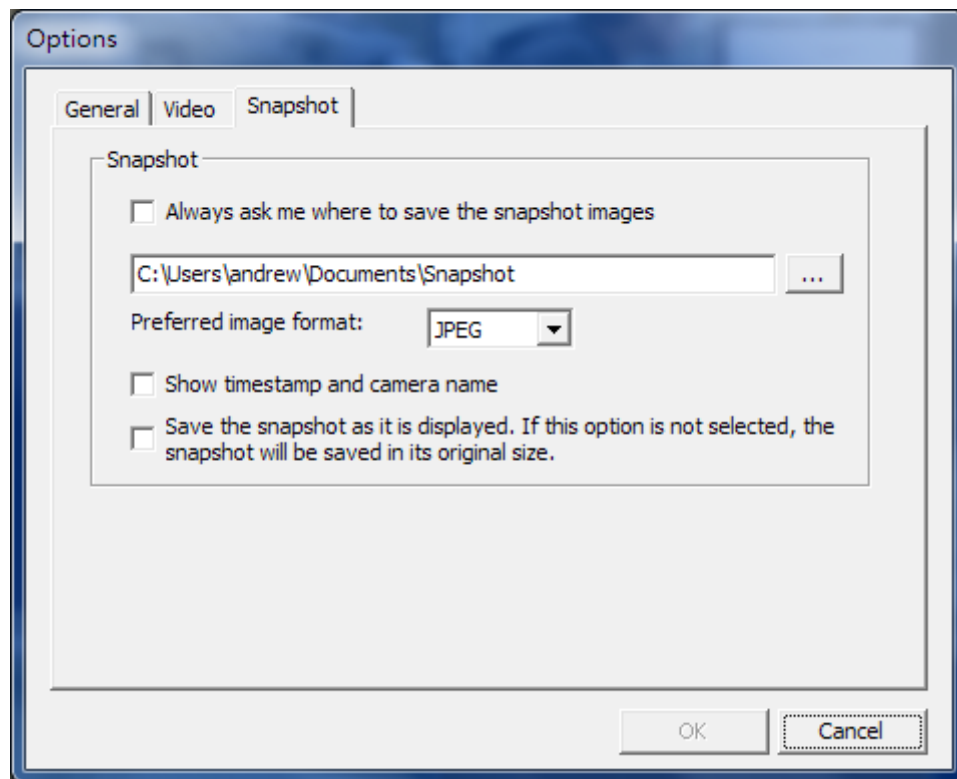 Options
General Video Snapshot
Snapshot
Always ask me where to save the snapshot images
C:\Users\andrew\Documents\Snapshot ...
Preferred image format: JPEG
Show timestamp and camera name
Save the snapshot as it is displayed. If this option is not selected, the
snapshot will be saved in its original size.
OK Cancel